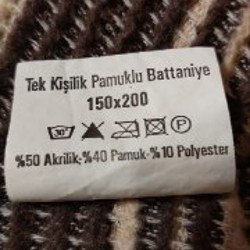 Tek Kişilik Pamuklu Battaniye
150x200
30° P
%50 Akrilik-%40 Pamuk-%10 Polyester